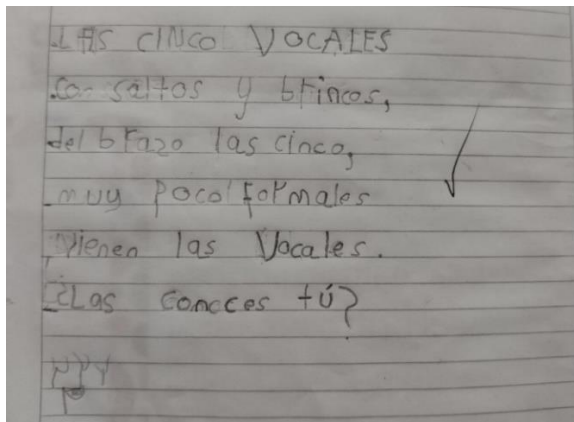 LAS CINCO VOCALES
con saltos y brincos,
del brazo las cinco,
muy poco formales
vienen las Vocales.
¿Las conoces tú?